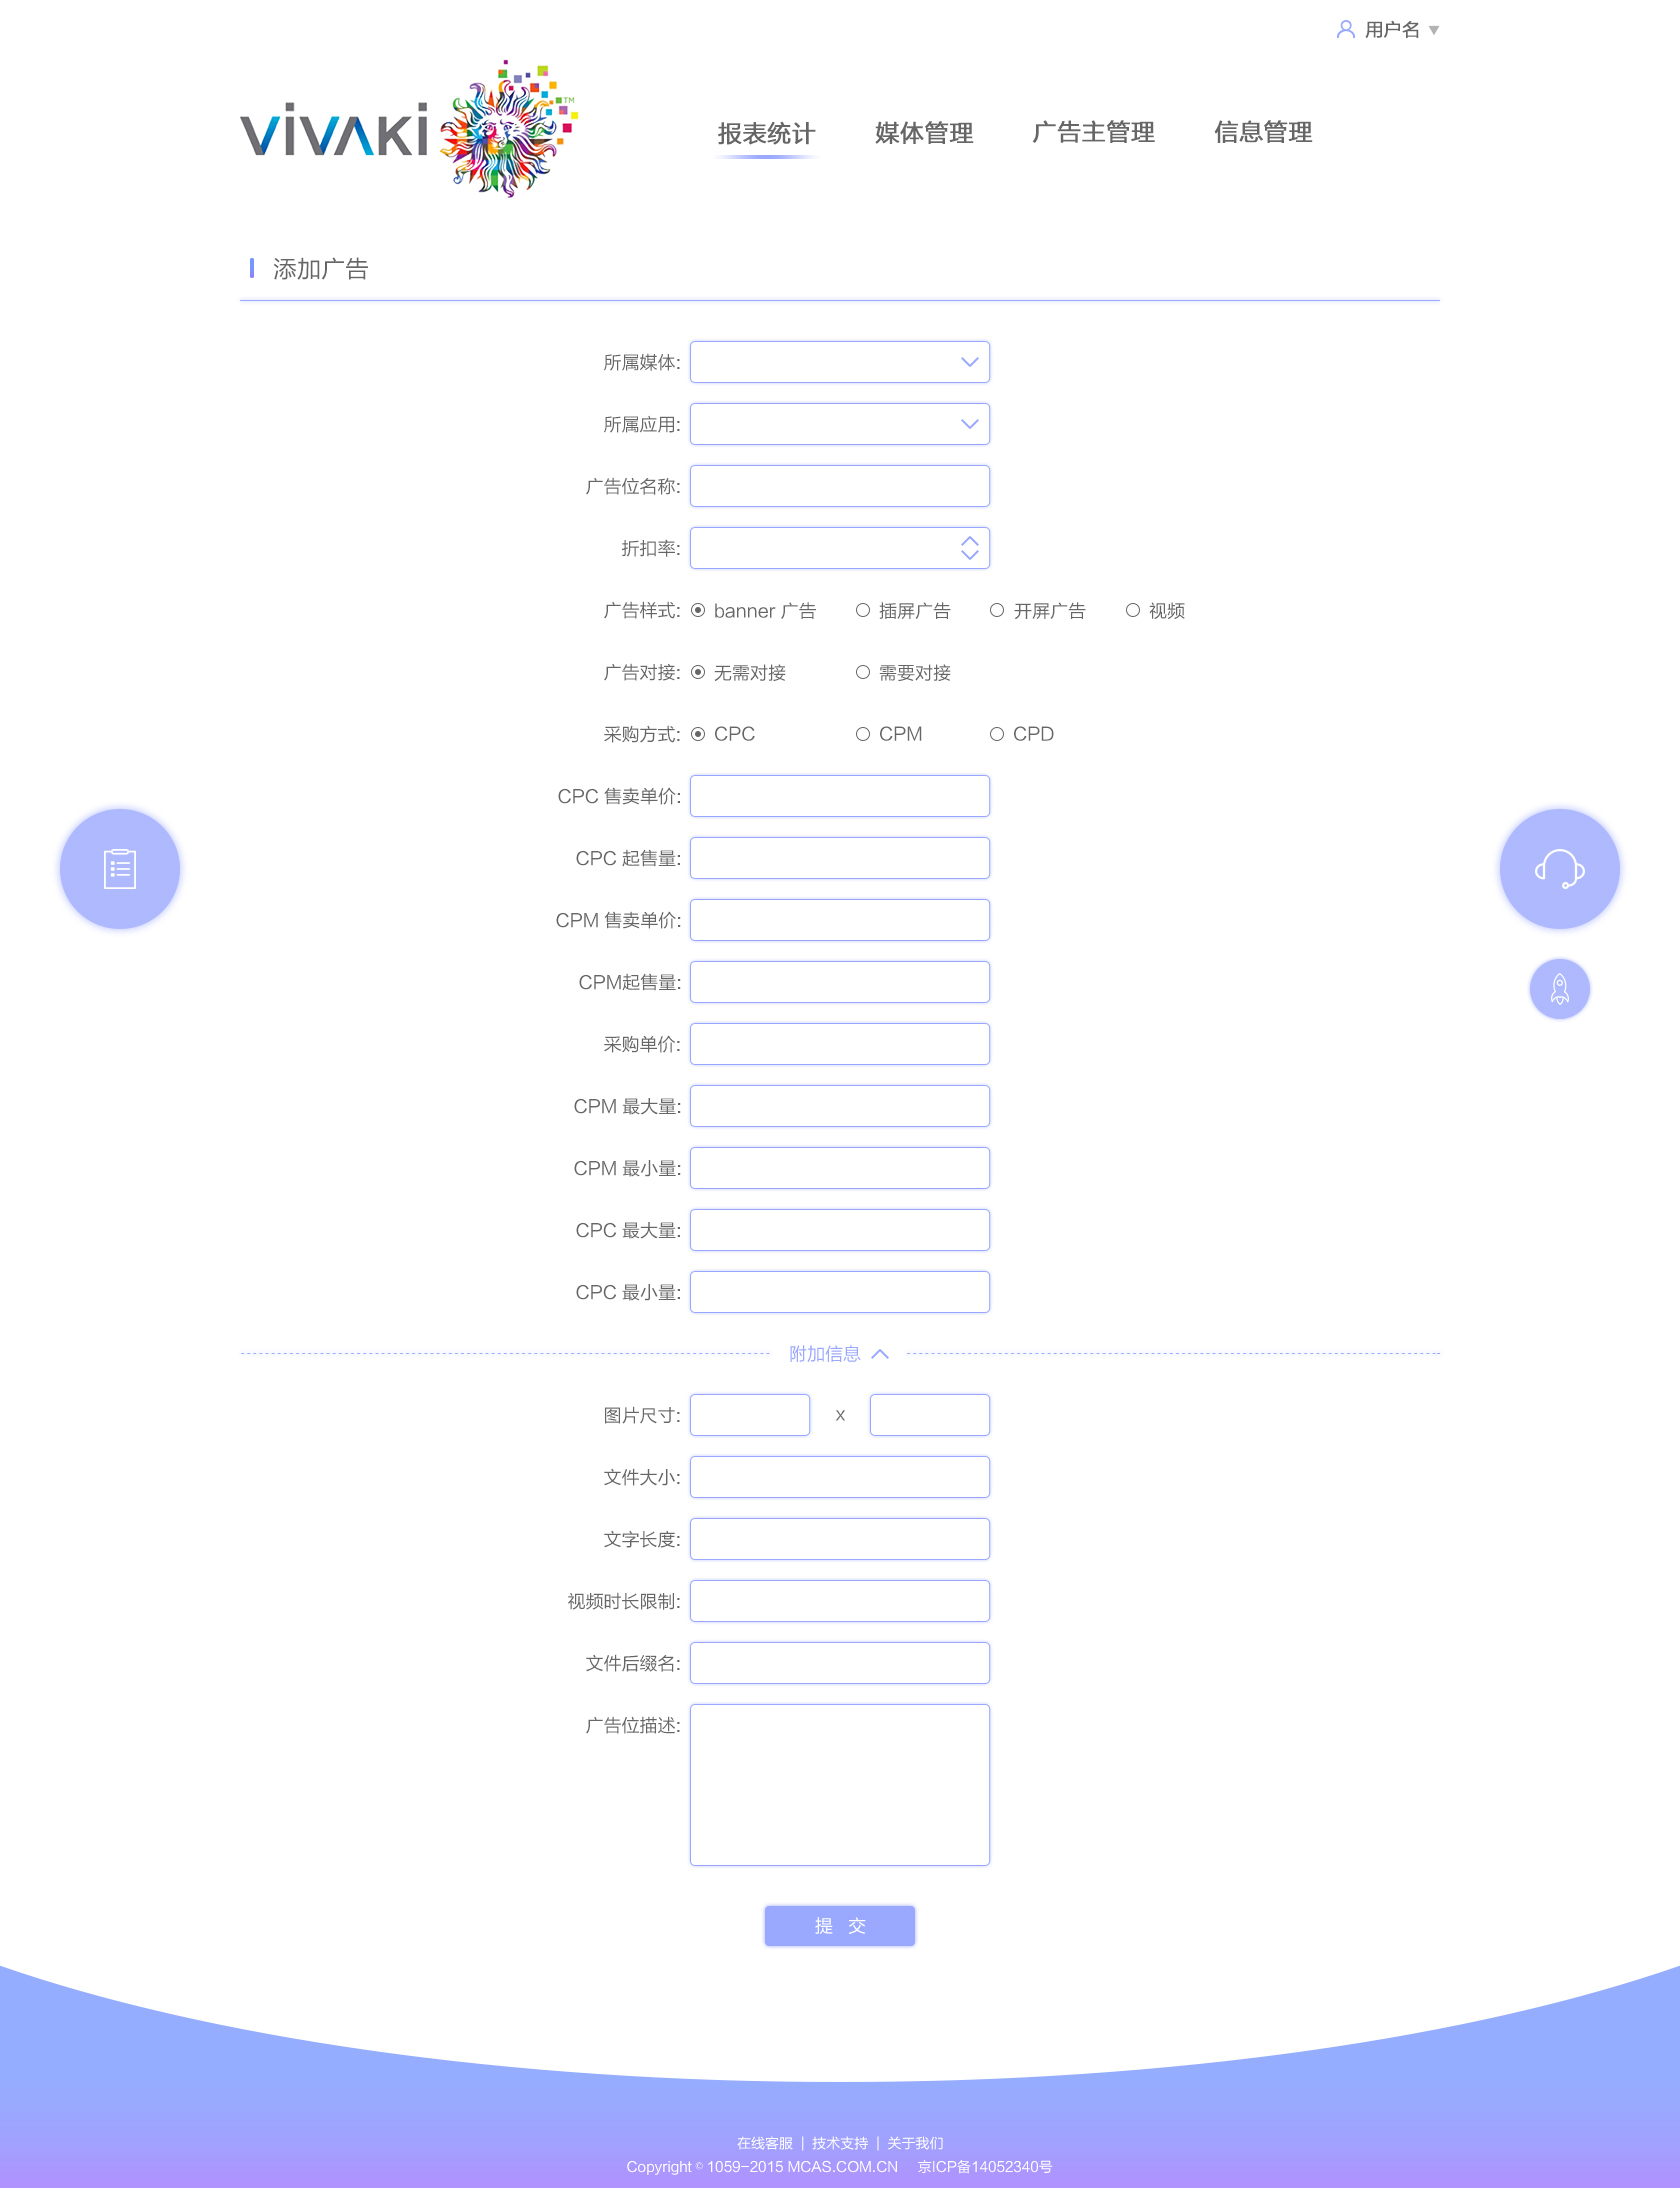 用户名
VIVAKI TM
报表统计 媒体管理 广告主管理 信息管理
添加广告
所属媒体:
所属应用:
广告位名称:
折扣率:
广告样式: banner 广告 插屏广告 开屏广告 视频
广告对接: 无需对接 需要对接
采购方式: CPC CPM CPD
CPC 售卖单价:
CPC 起售量:
CPM 售卖单价:
CPM起售量:
采购单价:
CPM 最大量:
CPM 最小量:
CPC 最大量:
CPC 最小量:
附加信息
图片尺寸: x
文件大小:
文字长度:
视频时长限制:
文件后缀名:
广告位描述:
提 交
在线客服 | 技术支持 | 关于我们
Copyright © 1059-2015 MCAS.COM.CN 京ICP备14052340号